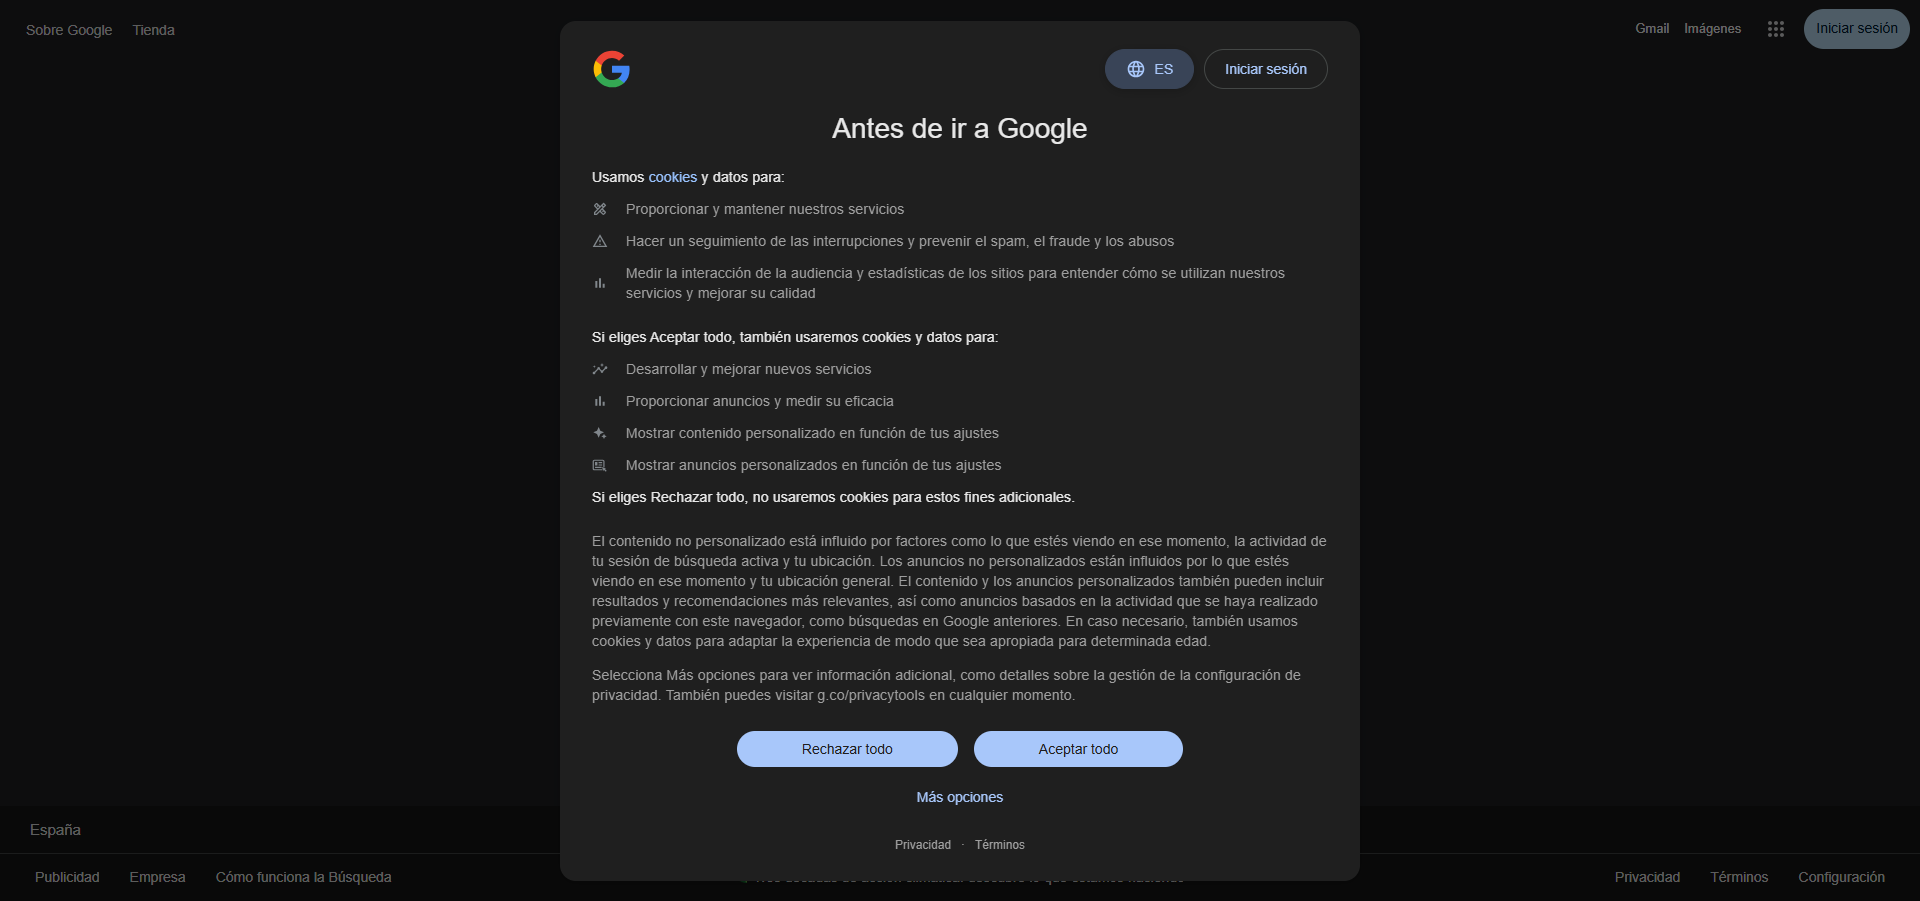 Sobre Google
Tienda
Gmail
Imágenes
Iniciar sesión
ES
Iniciar sesión
Antes de ir a Google
Usamos cookies y datos para:
Proporcionar y mantener nuestros servicios
Hacer un seguimiento de las interrupciones y prevenir el spam, el fraude y los abusos
Medir la interacción de la audiencia y estadísticas de los sitios para entender cómo se utilizan nuestros
servicios y mejorar su calidad
Si eliges Aceptar todo, también usaremos cookies y datos para:
Desarrollar y mejorar nuevos servicios
Proporcionar anuncios y medir su eficacia
Mostrar contenido personalizado en función de tus ajustes
Mostrar anuncios personalizados en función de tus ajustes
Si eliges Rechazar todo, no usaremos cookies para estos fines adicionales.
El contenido no personalizado está influido por factores como lo que estés viendo en ese momento, la actividad de
tu sesión de búsqueda activa y tu ubicación. Los anuncios no personalizados están influidos por lo que estés
viendo en ese momento y tu ubicación general. El contenido y los anuncios personalizados también pueden incluir
resultados y recomendaciones más relevantes, así como anuncios basados en la actividad que se haya realizado
previamente con este navegador, como búsquedas en Google anteriores. En caso necesario, también usamos
cookies y datos para adaptar la experiencia de modo que sea apropiada para determinada edad.
Selecciona Más opciones para ver información adicional, como detalles sobre la gestión de la configuración de
privacidad. También puedes visitar g.co/privacytools en cualquier momento.
Rechazar todo
Aceptar todo
Más opciones
Privacidad · Términos
España
Publicidad
Empresa
Cómo funciona la Búsqueda
Privacidad
Términos
Configuración